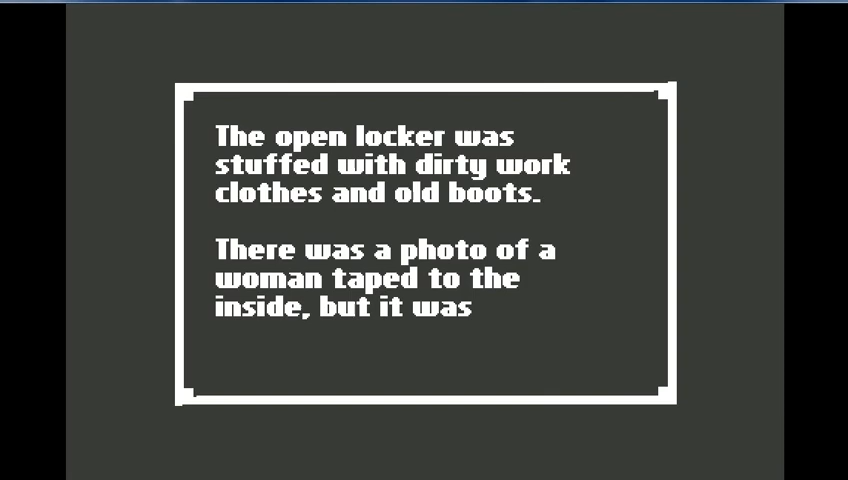 The open locker was
stuffed with dirty work
clothes and old boots.
There was a photo of a
woman taped to the
inside, but it was